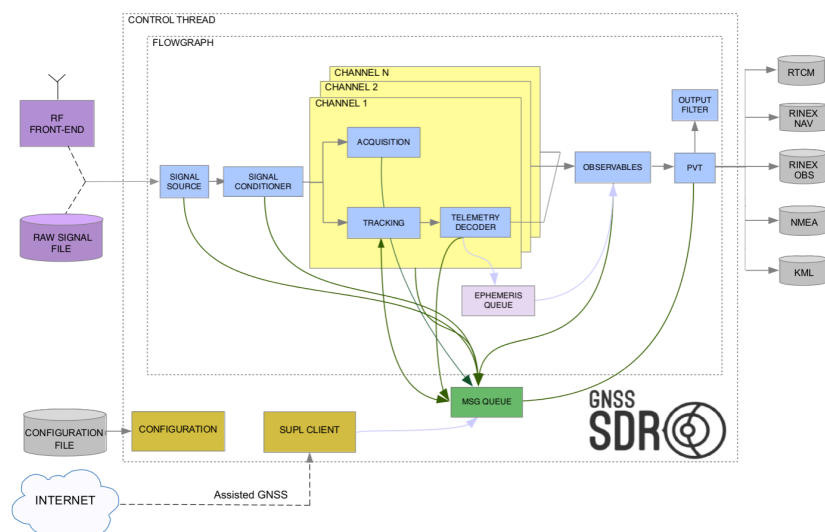 CONTROL THREAD
FLOWGRAPH
CHANNEL N
CHANNEL 2
CHANNEL 1
RF
FRONT-END
RAW SIGNAL
FILE
SIGNAL
SOURCE
SIGNAL
CONDITIONER
ACQUISITION
TRACKING
TELEMETRY
DECODER
EPHEMERIS
QUEUE
OBSERVABLES
OUTPUT
FILTER
PVT
RTCM
RINEX
NAV
RINEX
OBS
NMEA
KML
MSG QUEUE
GNSS
SDR
CONFIGURATION
FILE
CONFIGURATION
SUPL CLIENT
INTERNET
Assisted GNSS